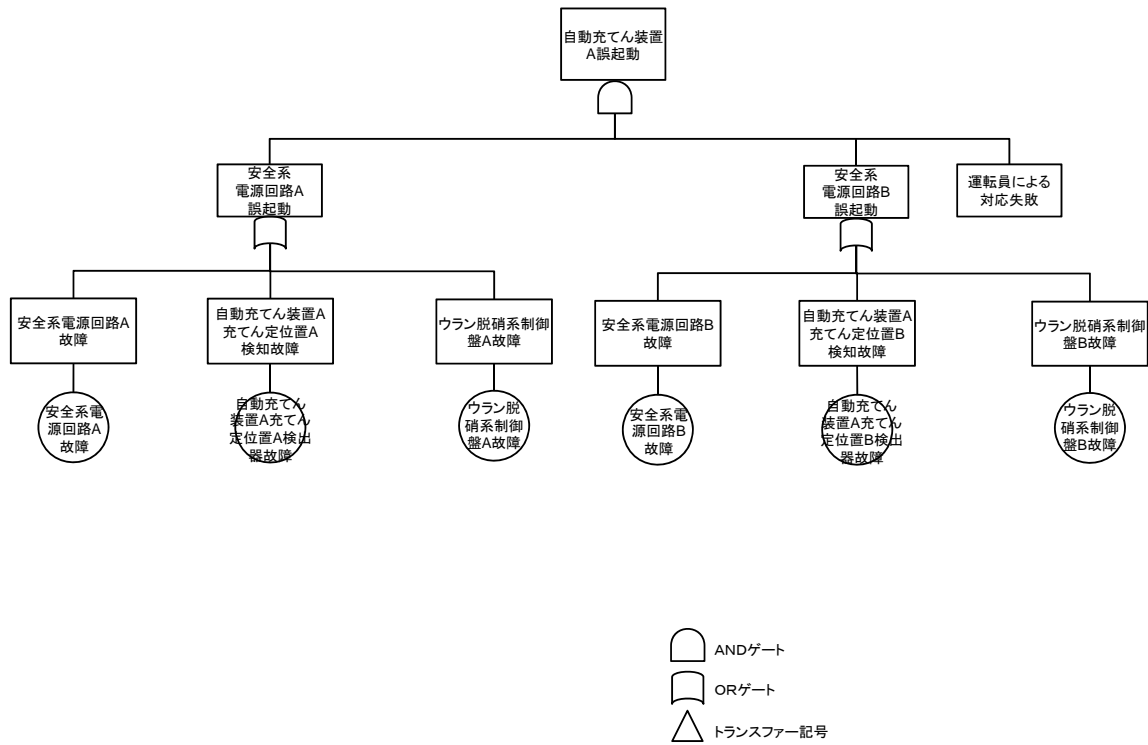 自動充てん装置
A誤起動
安全系
電源回路A
誤起動
安全系
電源回路B
誤起動
運転員による
対応失敗
安全系電源回路A
故障
自動充てん装置A
充てん定位置A
検知故障
ウラン脱硝系制御
盤A故障
安全系電源回路B
故障
自動充てん装置A
充てん定位置B
検知故障
ウラン脱硝系制御
盤B故障
安全系電
源回路A
故障
自動充てん
装置A充てん
定位置A検出
器故障
ウラン脱
硝系制御
盤A故障
安全系電
源回路B
故障
自動充てん
装置A充てん
定位置B検出
器故障
ウラン脱
硝系制御
盤B故障
ANDゲート
ORゲート
トランスファー記号